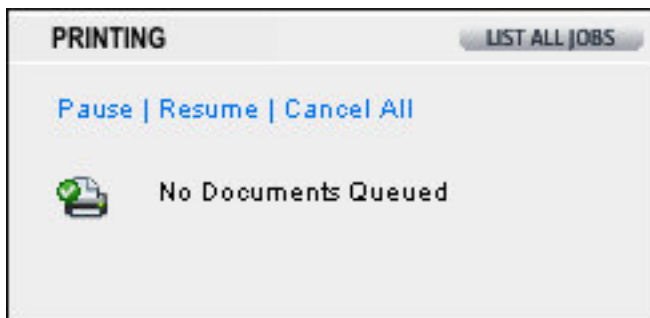 PRINTING LIST ALL JOBS
Pause | Resume | Cancel All
No Documents Queued